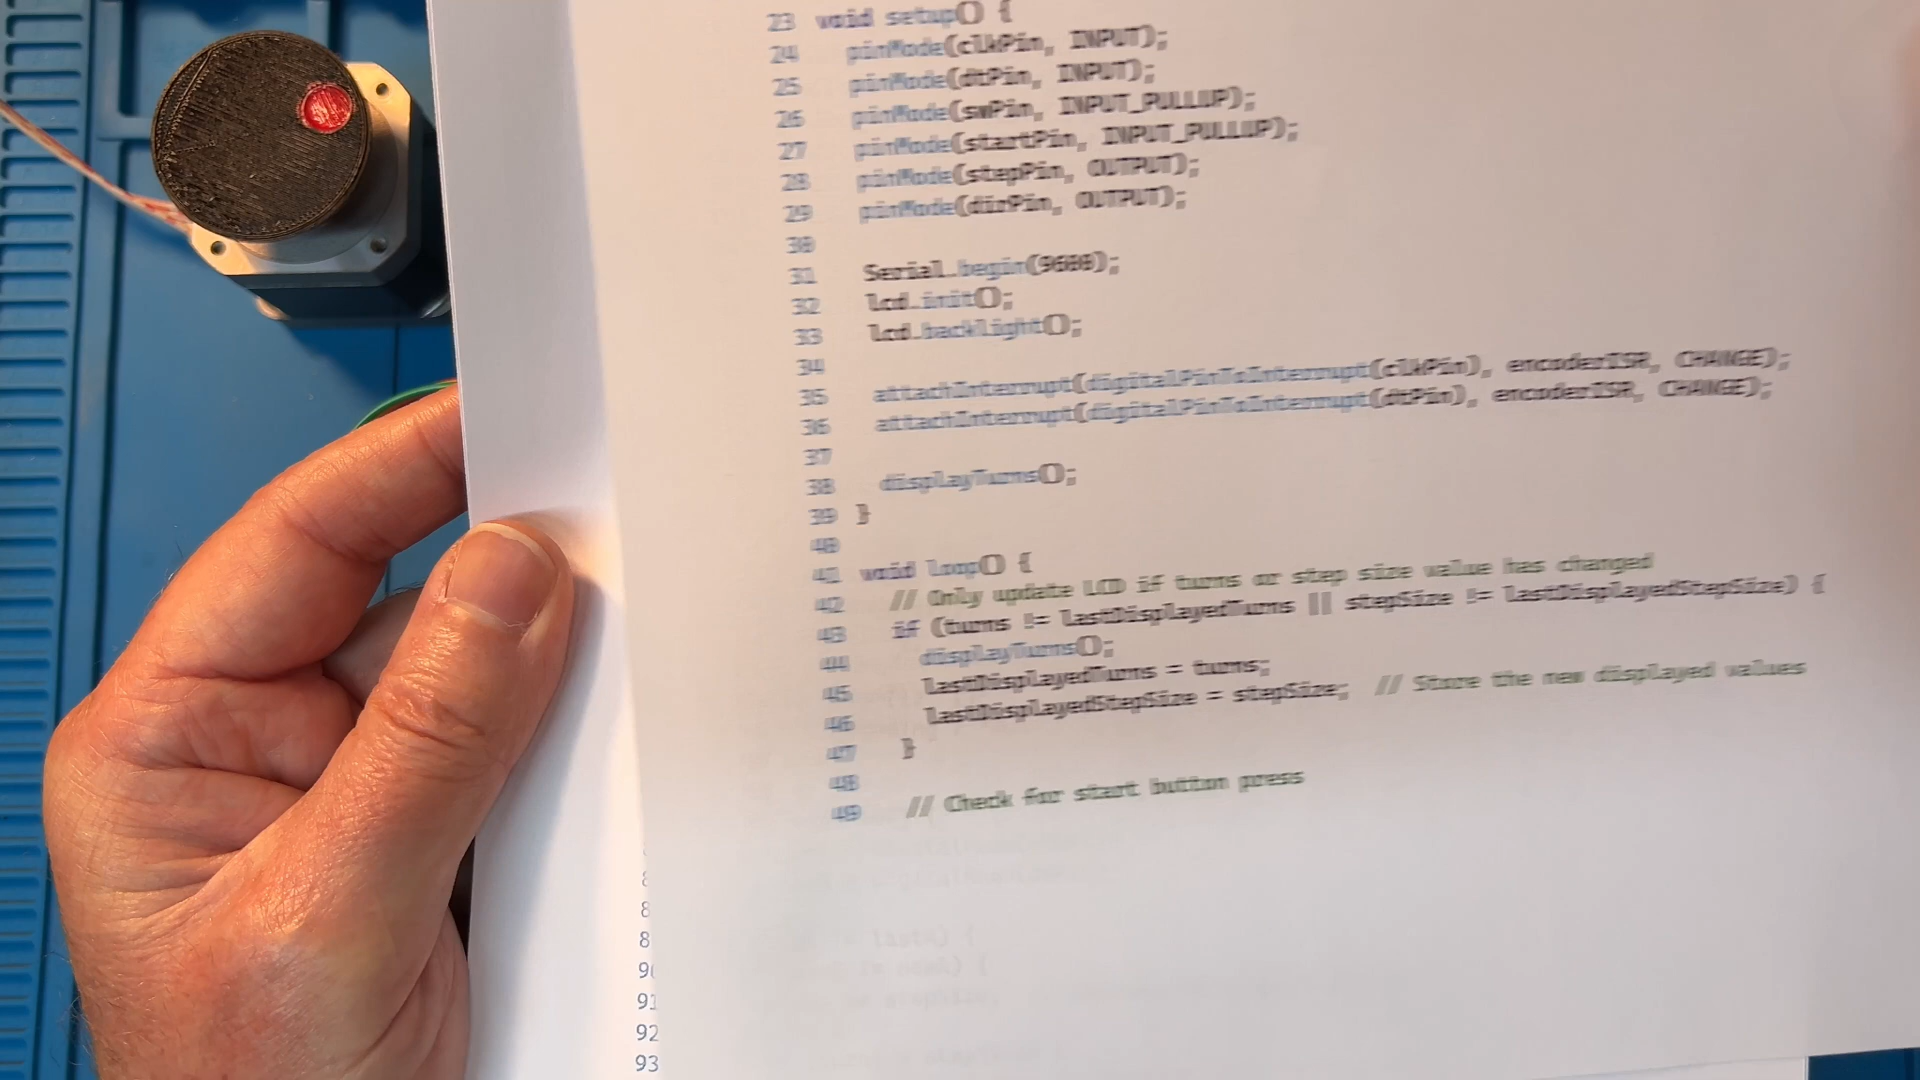 23 void setup() {
24 pinMode(clkPin, INPUT);
25 pinMode(dtPin, INPUT);
26 pinMode(swPin, INPUT_PULLUP);
27 pinMode(startPin, INPUT_PULLUP);
28 pinMode(stepPin, OUTPUT);
29 pinMode(dirPin, OUTPUT);
30
31 Serial.begin(9600);
32 lcd.init();
33 lcd.backlight();
34
35 attachInterrupt(digitalPinToInterrupt(clkPin), encoderISR, CHANGE);
36 attachInterrupt(digitalPinToInterrupt(dtPin), encoderISR, CHANGE);
37
38 displayTurns();
39 }
40
41 void loop() {
42 // Only update LCD if turns or step size value has changed
43 if (turns != lastDisplayedTurns || stepSize != lastDisplayedStepSize) {
44 displayTurns();
45 lastDisplayedTurns = turns;
46 lastDisplayedStepSize = stepSize; // Store the new displayed values
47 }
48
49 // Check for start button press
91
92
93